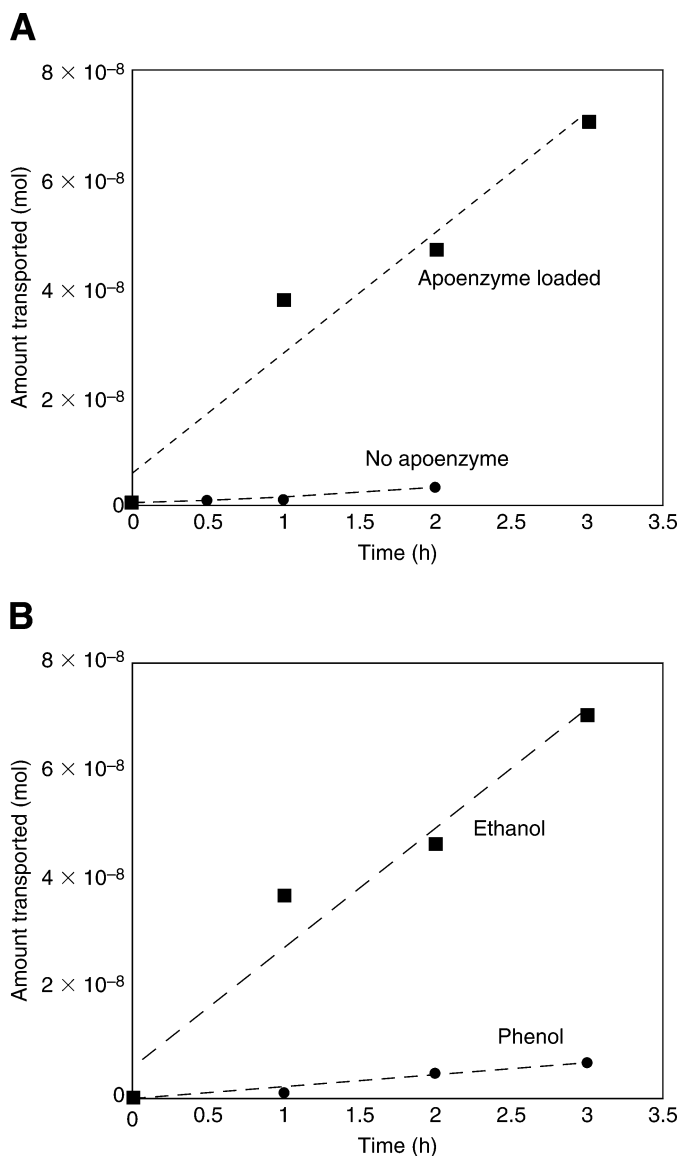 A
8 × 10–8
6 × 10–8
4 × 10–8
2 × 10–8
0
Amount transported (mol)
Apoenzyme loaded
No apoenzyme
0 0.5 1 1.5 2 2.5 3 3.5
Time (h)
B
8 × 10–8
6 × 10–8
4 × 10–8
2 × 10–8
0
Amount transported (mol)
Ethanol
Phenol
0 0.5 1 1.5 2 2.5 3 3.5
Time (h)